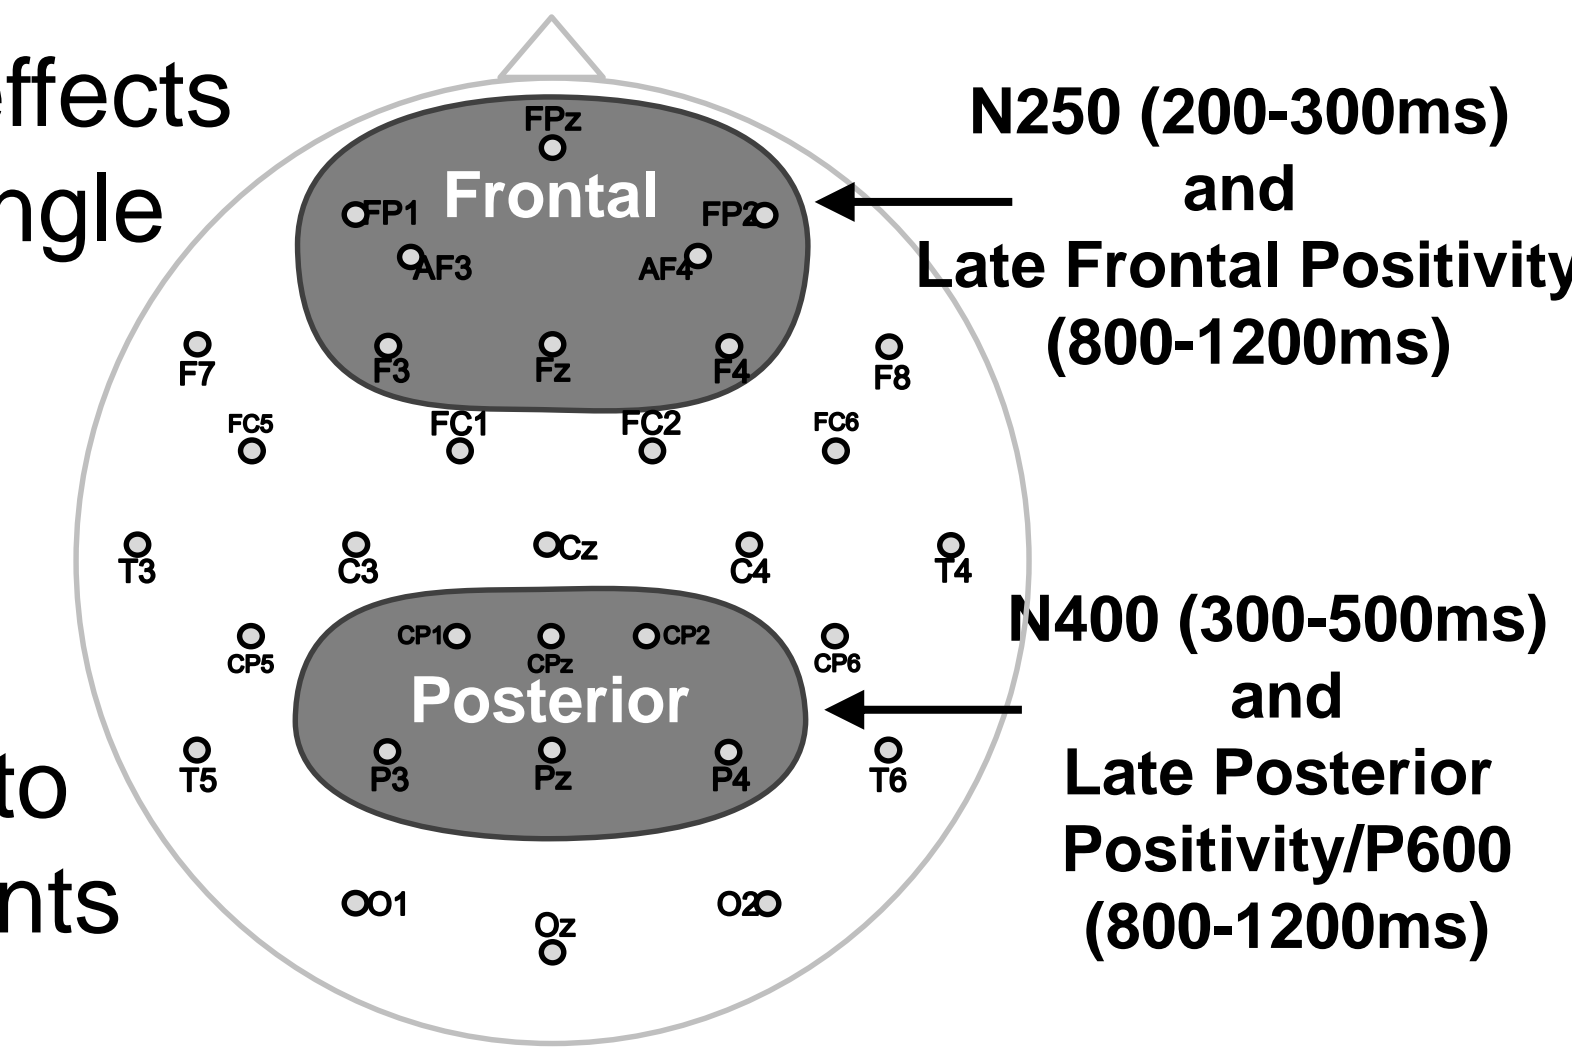 effects
ngle
to
nts
FPz
Frontal
FP1
FP2
AF3
AF4
F7
F3
Fz
F4
F8
FC5
FC1
FC2
FC6
T3
C3
Cz
C4
T4
CP5
CP1
CPz
CP2
CP6
Posterior
T5
P3
Pz
P4
T6
O1
Oz
O2
N250 (200-300ms)
and
Late Frontal Positivity
(800-1200ms)
N400 (300-500ms)
and
Late Posterior
Positivity/P600
(800-1200ms)